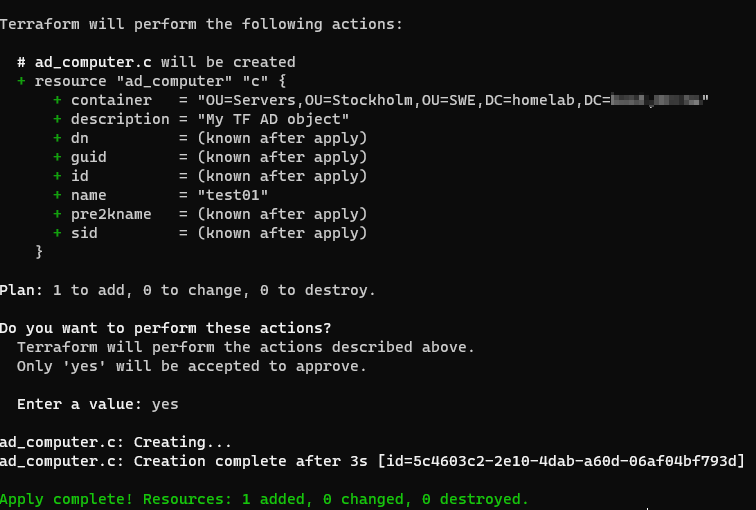 Terraform will perform the following actions:
# ad_computer.c will be created
+ resource "ad_computer" "c" {
+ container   = "OU=Servers,OU=Stockholm,OU=SWE,DC=homelab,DC="
+ description = "My TF AD object"
+ dn          = (known after apply)
+ guid        = (known after apply)
+ id          = (known after apply)
+ name        = "test01"
+ pre2kname   = (known after apply)
+ sid         = (known after apply)
}
Plan: 1 to add, 0 to change, 0 to destroy.
Do you want to perform these actions?
Terraform will perform the actions described above.
Only 'yes' will be accepted to approve.
Enter a value: yes
ad_computer.c: Creating...
ad_computer.c: Creation complete after 3s [id=5c4603c2-2e10-4dab-a60d-06af04bf793d]
Apply complete! Resources: 1 added, 0 changed, 0 destroyed.